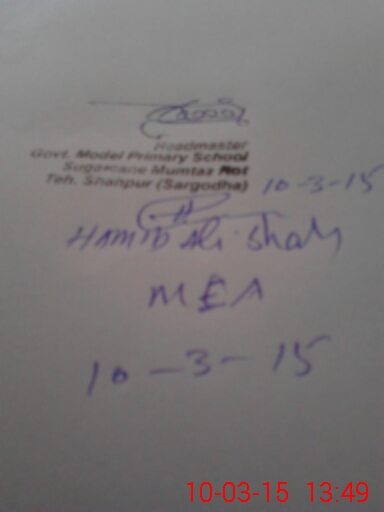 Headmaster
Govt. Model Primary School
Sugarcane Mumtaz
Teh. Shahpur (Sargodha) 10-3-15
HAMID Ali Shah
MEA
10-3-15
10-03-15 13:49